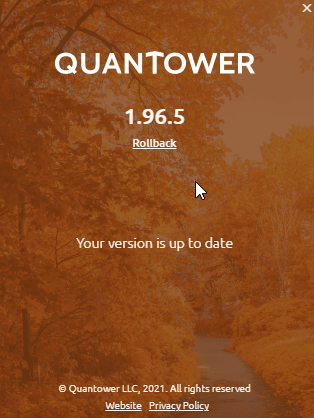 QUANTOWER
1.96.5
Rollback
Your version is up to date
© Quantower LLC, 2021. All rights reserved
Website Privacy Policy